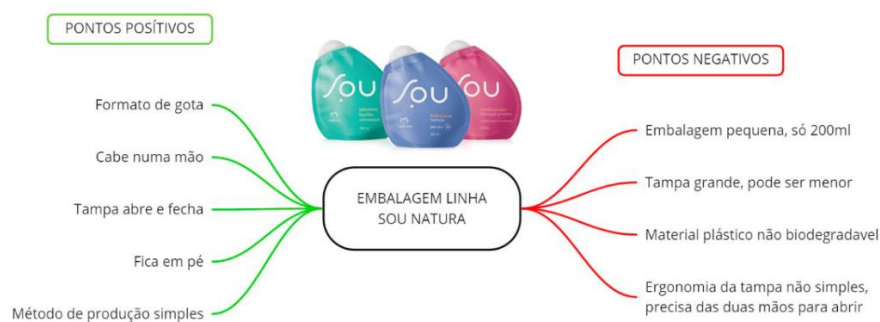 PONTOS POSÍTIVOS
Formato de gota
Cabe numa mão
Tampa abre e fecha
Fica em pé
Método de produção simples
SOU
SOU
SOU
EMBALAGEM LINHA
SOU NATURA
PONTOS NEGATIVOS
Embalagem pequena, só 200ml
Tampa grande, pode ser menor
Material plástico não biodegradavel
Ergonomia da tampa não simples,
precisa das duas mãos para abrir